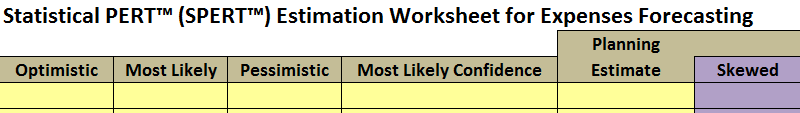 Statistical PERT™ (SPERT™) Estimation Worksheet for Expenses Forecasting
Planning
Optimistic Most Likely Pessimistic Most Likely Confidence Estimate Skewed